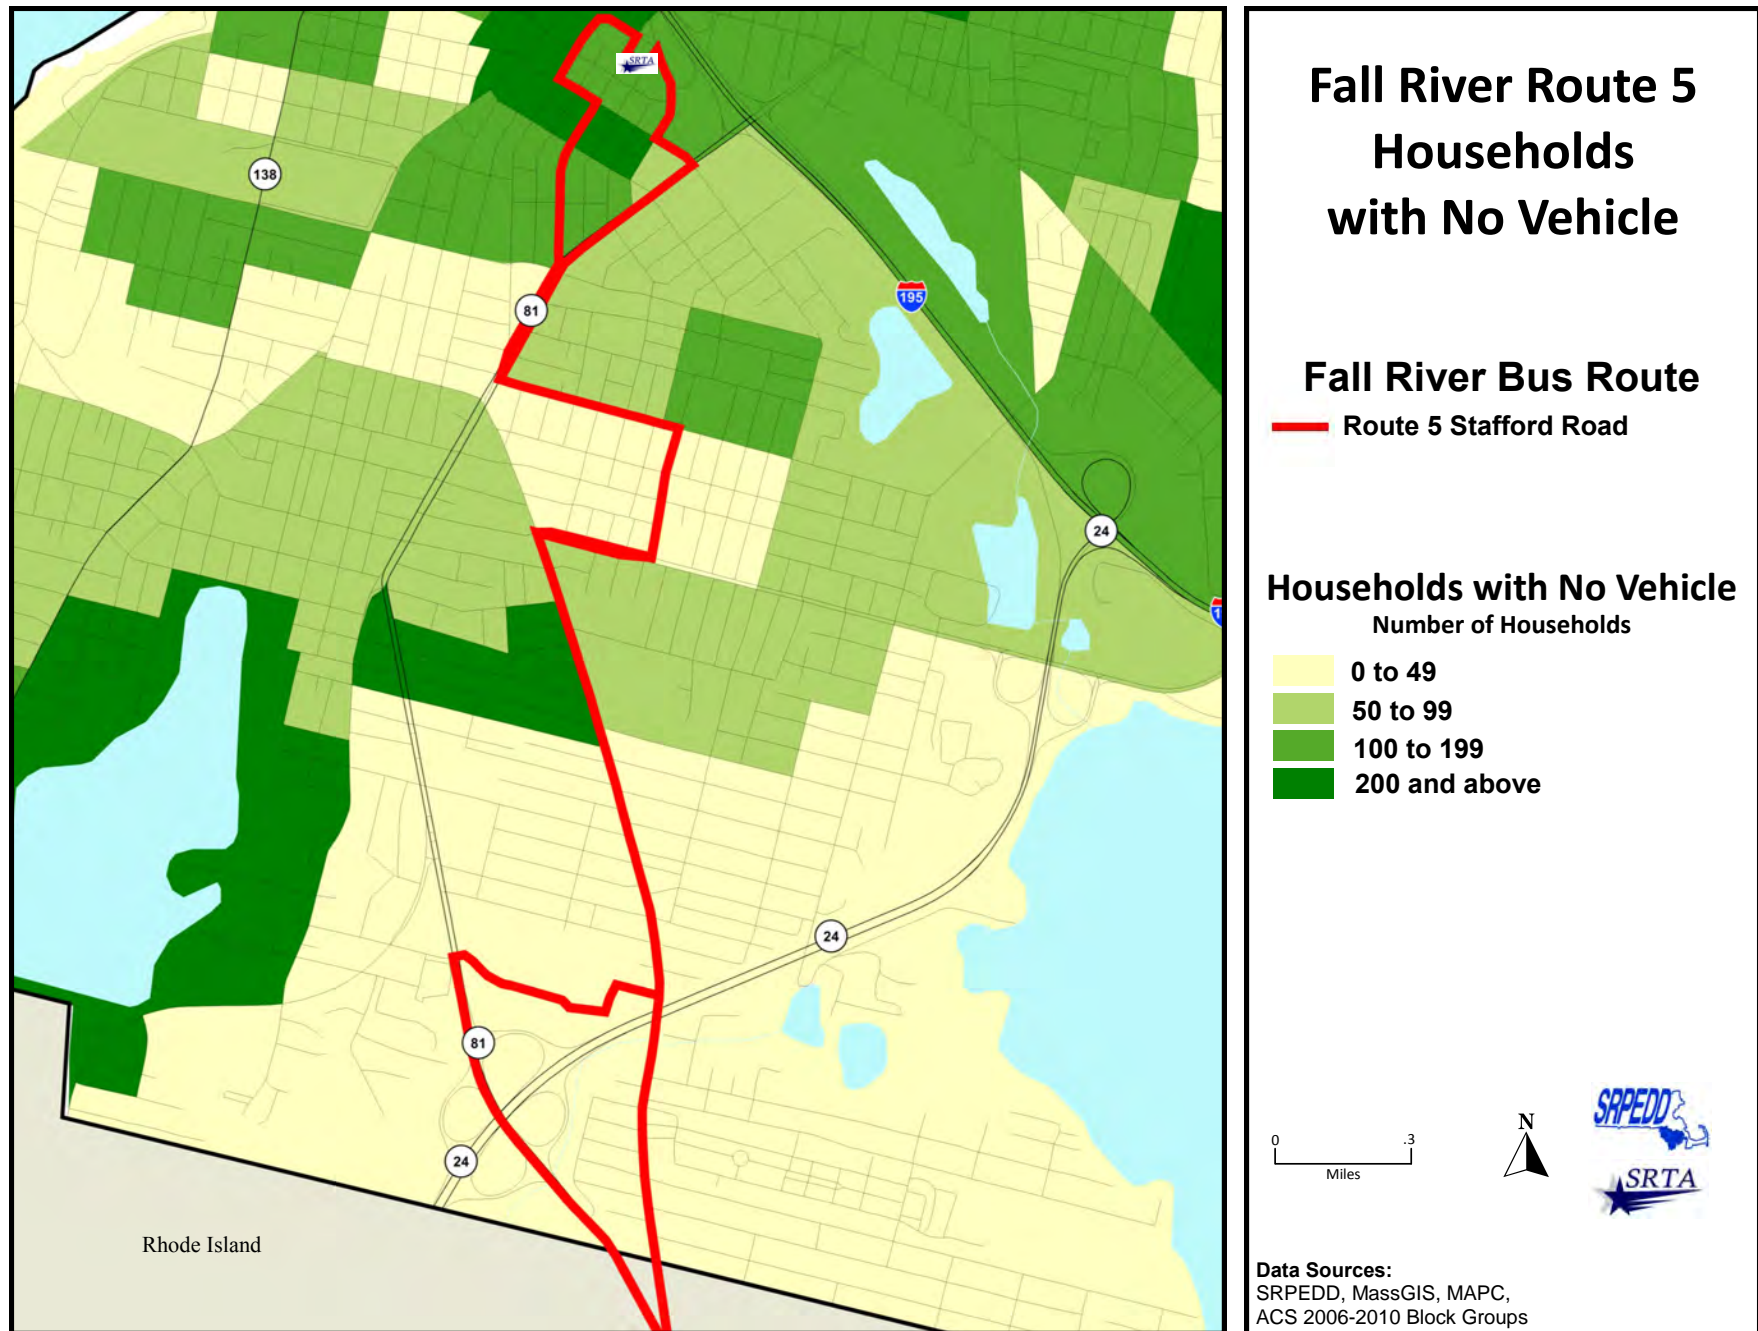 SRTA
138
81
195
24
1
24
81
24
Rhode Island
Fall River Route 5
Households
with No Vehicle
Fall River Bus Route
Route 5 Stafford Road
Households with No Vehicle
Number of Households
0 to 49
50 to 99
100 to 199
200 and above
0 .3
Miles
N
SRPEDD
SRTA
Data Sources:
SRPEDD, MassGIS, MAPC,
ACS 2006-2010 Block Groups